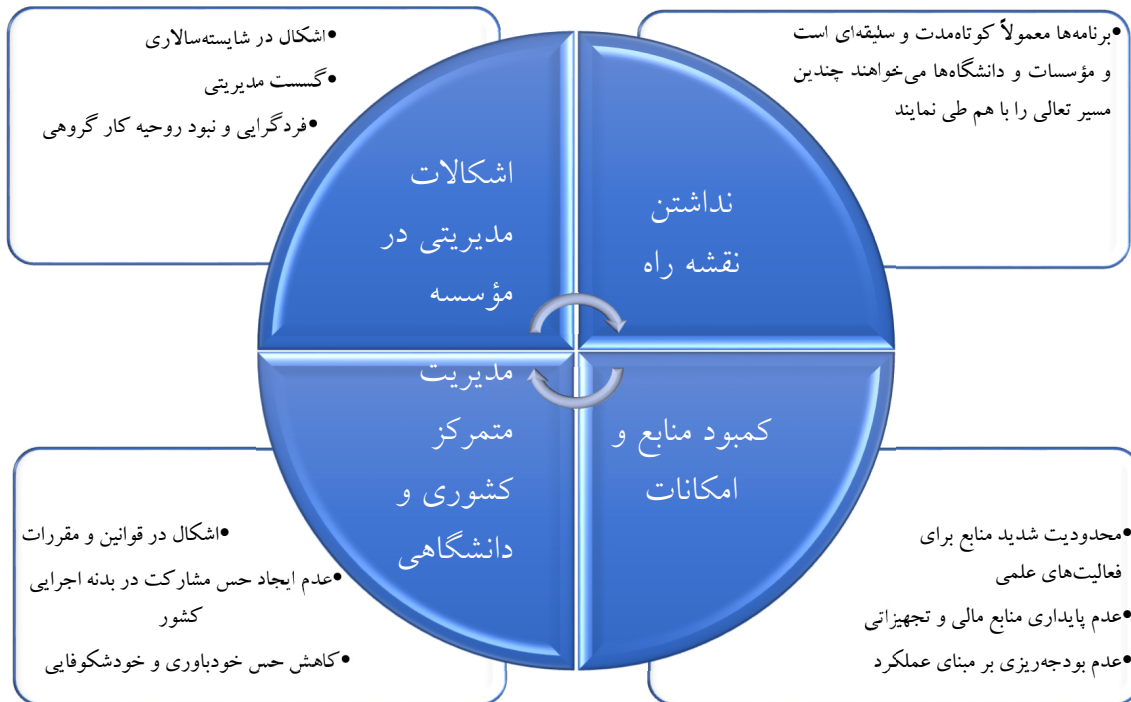 •برنامه‌ها معمولاً کوتاه‌مدت و سلیقه‌ای است
و مؤسسات و دانشگاه‌ها می‌خواهند چندین
مسیر تعالی را با هم طی نمایند
نداشتن
نقشه راه
•اشکال در شایسته‌سالاری
•گسست مدیریتی
•فردگرایی و نبود روحیه کار گروهی
اشکالات
مدیریتی در
مؤسسه
کمبود منابع و
امکانات
•محدودیت شدید منابع برای
فعالیت‌های علمی
•عدم پایداری منابع مالی و تجهیزاتی
•عدم بودجه‌ریزی بر مبنای عملکرد
مدیریت
متمرکز
کشوری و
دانشگاهی
•اشکال در قوانین و مقررات
•عدم ایجاد حس مشارکت در بدنه اجرایی
کشور
•کاهش حس خودباوری و خودشکوفایی